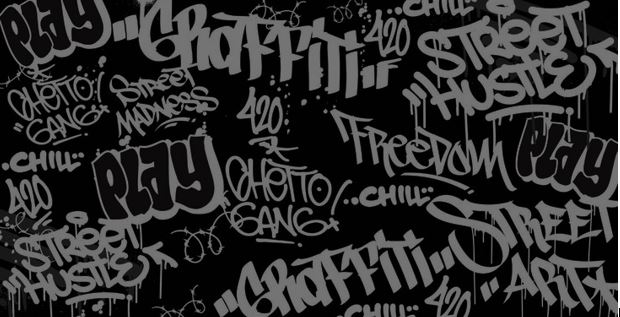 PLAY
"GRAFFITI"
420
CHILL
STREET
"HUSTLE"
GHETTO!
"GANG"
STREET
MADNESS
420
FREEDOM
PLAY
CHILL
420
PLAY
GHETTO!
GANG
CHILL
STREET
ART
STREET
"HUSTLE
"GRAFFITI"
CHILL
420